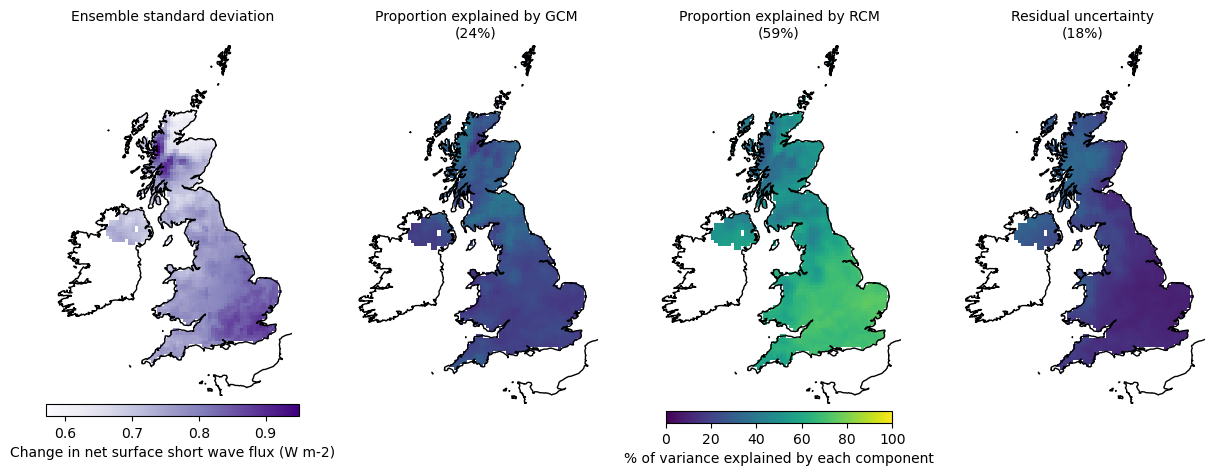 Ensemble standard deviation
Proportion explained by GCM
(24%)
Proportion explained by RCM
(59%)
Residual uncertainty
(18%)
0.6 0.7 0.8 0.9
Change in net surface short wave flux (W m-2)
0 20 40 60 80 100
% of variance explained by each component